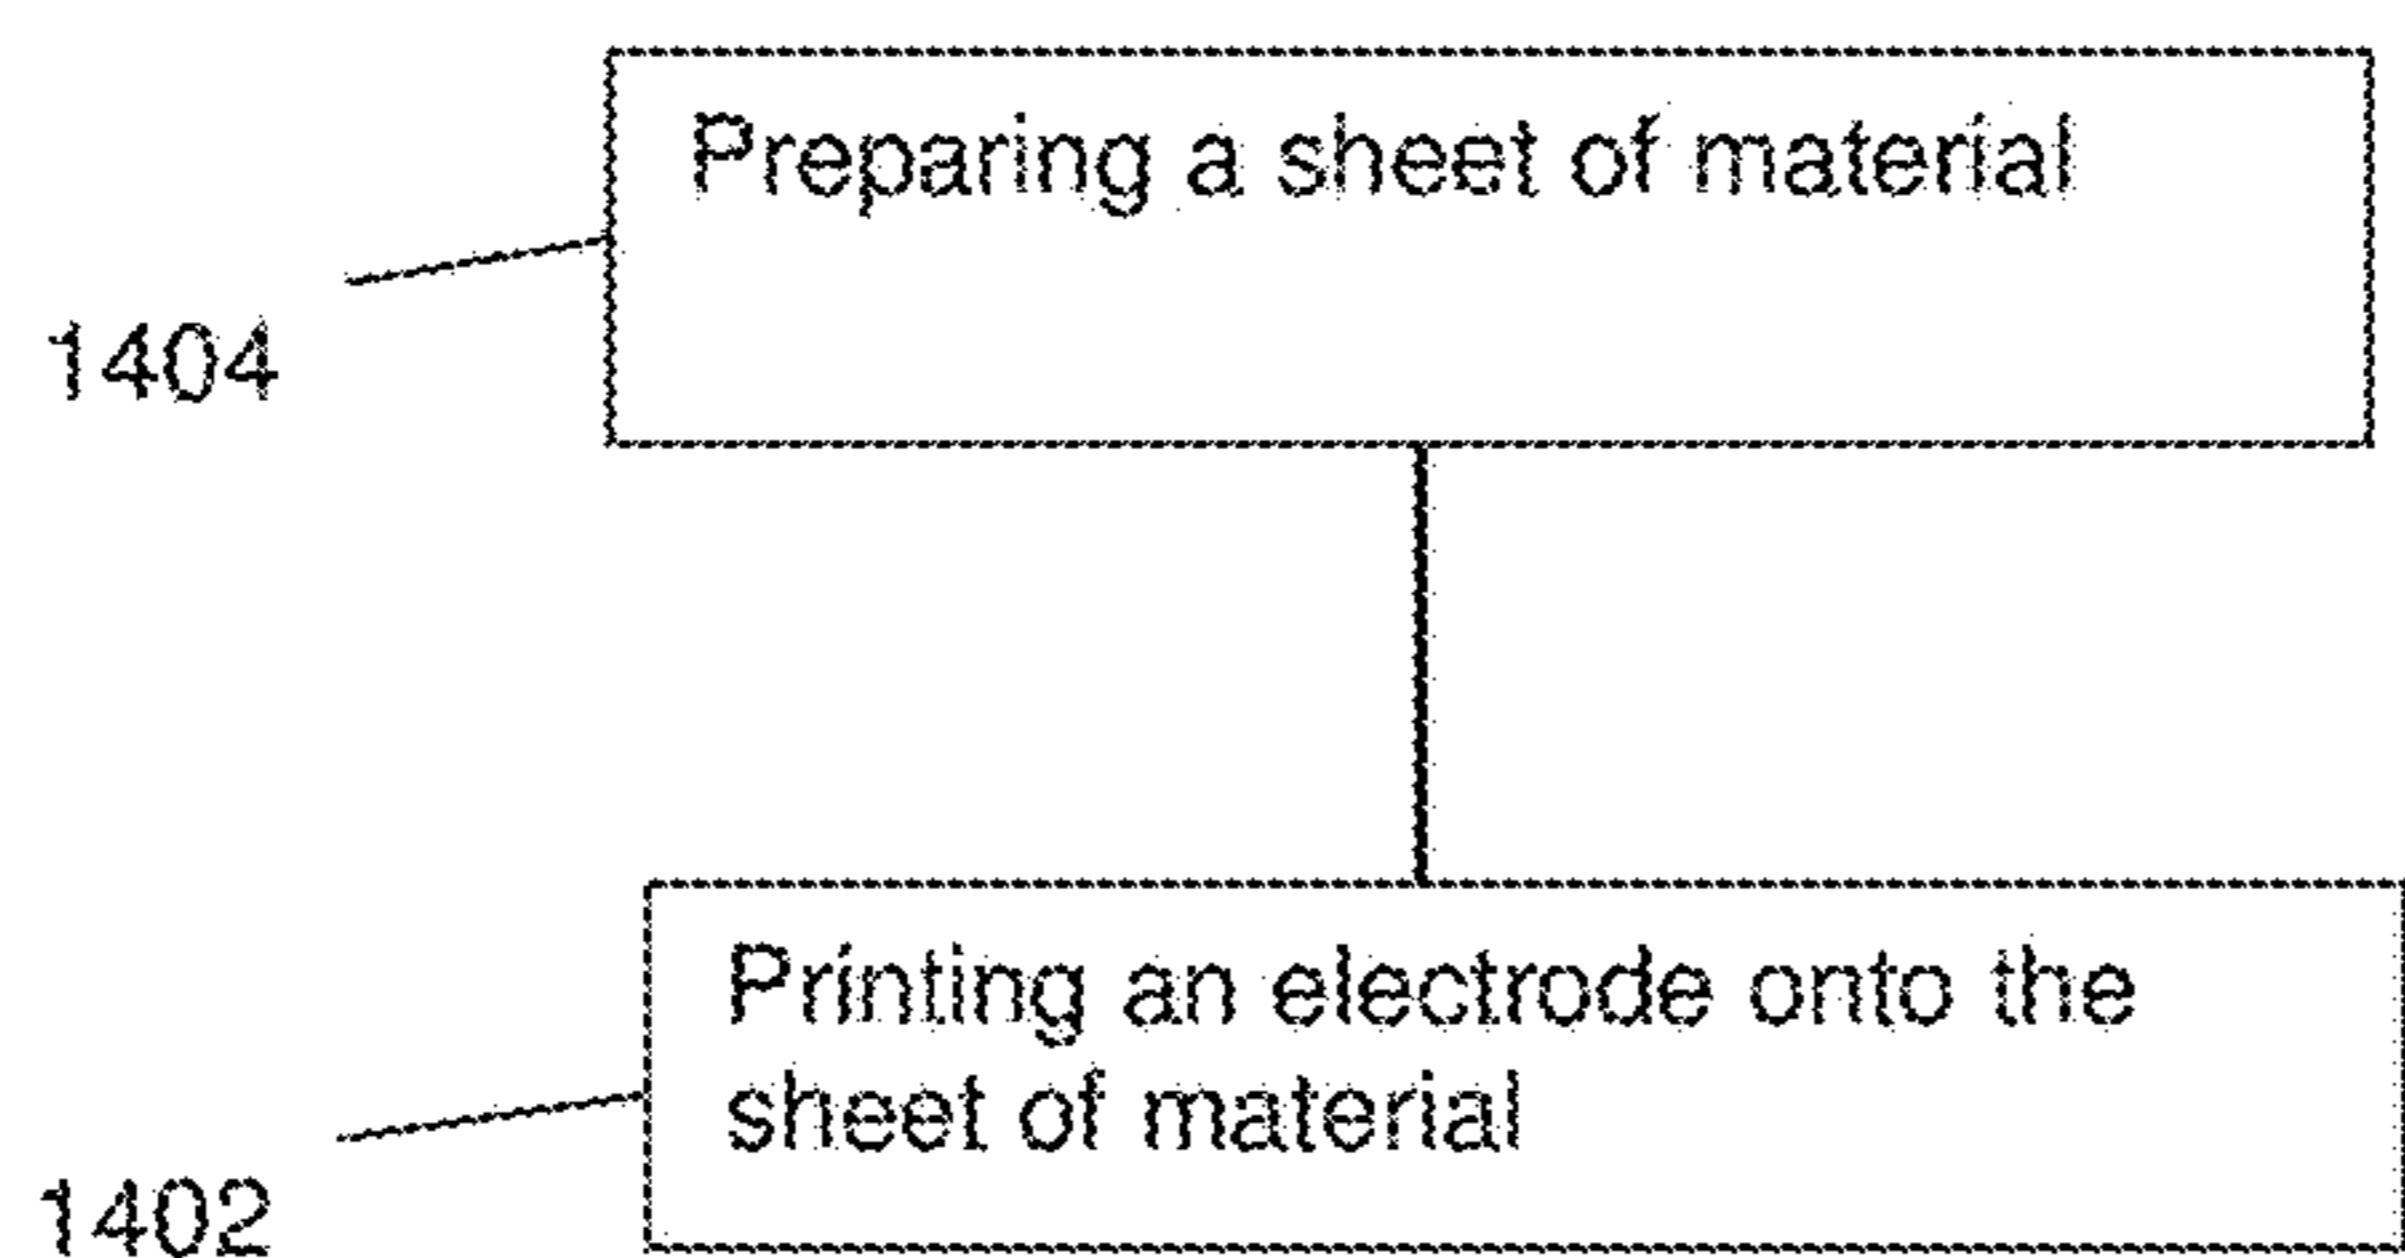 Preparing a sheet of material
1404
Printing an electrode onto the
sheet of material
1402